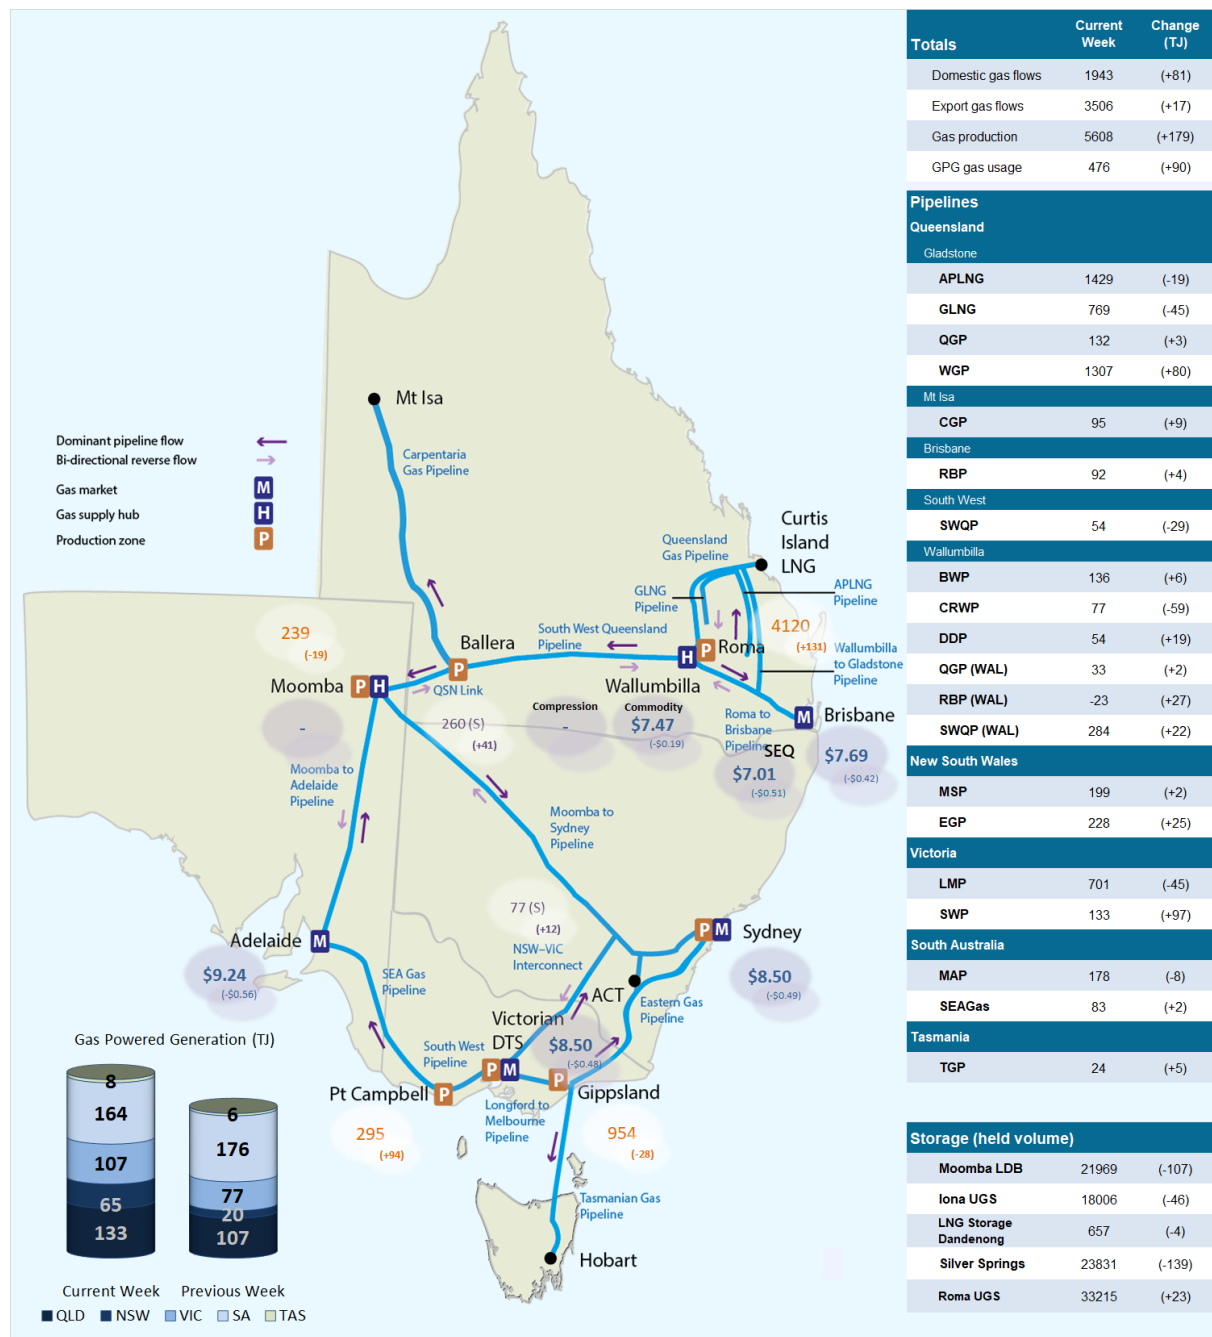 Totals Current Week Change (TJ)
Domestic gas flows 1943 (+81)
Export gas flows 3506 (+17)
Gas production 5608 (+179)
GPG gas usage 476 (+90)
Pipelines
Queensland
Gladstone
APLNG 1429 (-19)
GLNG 769 (-45)
QGP 132 (+3)
WGP 1307 (+80)
Mt Isa
CGP 95 (+9)
Brisbane
RBP 92 (+4)
South West
SWQP 54 (-29)
Wallumbilla
BWP 136 (+6)
CRWP 77 (-59)
DDP 54 (+19)
QGP (WAL) 33 (+2)
RBP (WAL) -23 (+27)
SWQP (WAL) 284 (+22)
New South Wales
MSP 199 (+2)
EGP 228 (+25)
Victoria
LMP 701 (-45)
SWP 133 (+97)
South Australia
MAP 178 (-8)
SEAGas 83 (+2)
Tasmania
TGP 24 (+5)
Storage (held volume)
Moomba LDB 21969 (-107)
Iona UGS 18006 (-46)
LNG Storage
Dandenong 657 (-4)
Silver Springs 23831 (-139)
Roma UGS 33215 (+23)
Mt Isa
Carpentaria
Gas Pipeline
Dominant pipeline flow
Bi-directional reverse flow
Gas market M
Gas supply hub H
Production zone P
Curtis
Island
LNG
Queensland
Gas Pipeline
GLNG
Pipeline
APLNG
Pipeline
4120
(+131)
Wallumbilla
to Gladstone
Pipeline
H P Roma
Wallumbilla
South West Queensland
Pipeline
Ballera
P
QSN Link
239
(-19)
Moomba P H
-
260 (S)
(+41)
Compression
-
Commodity
$7.47
(-$0.19)
Roma to
Brisbane
Pipeline
SEQ
$7.01
(-$0.51)
M Brisbane
$7.69
(-$0.42)
Moomba to
Adelaide
Pipeline
Moomba to
Sydney
Pipeline
77 (S)
(+12)
NSW-VIC
Interconnect
P M Sydney
$8.50
(-$0.49)
Adelaide M
$9.24
(-$0.56)
SEA Gas
Pipeline
ACT
Eastern Gas
Pipeline
Victorian
DTS
$8.50
(-$0.48)
P M
South West
Pipeline
Pt Campbell P
295
(+94)
P
Gippsland
954
(-28)
Longford to
Melbourne
Pipeline
Tasmanian Gas
Pipeline
Hobart
Gas Powered Generation (TJ)
8
164
107
65
133
6
176
77
20
107
Current Week Previous Week
QLD NSW VIC SA TAS